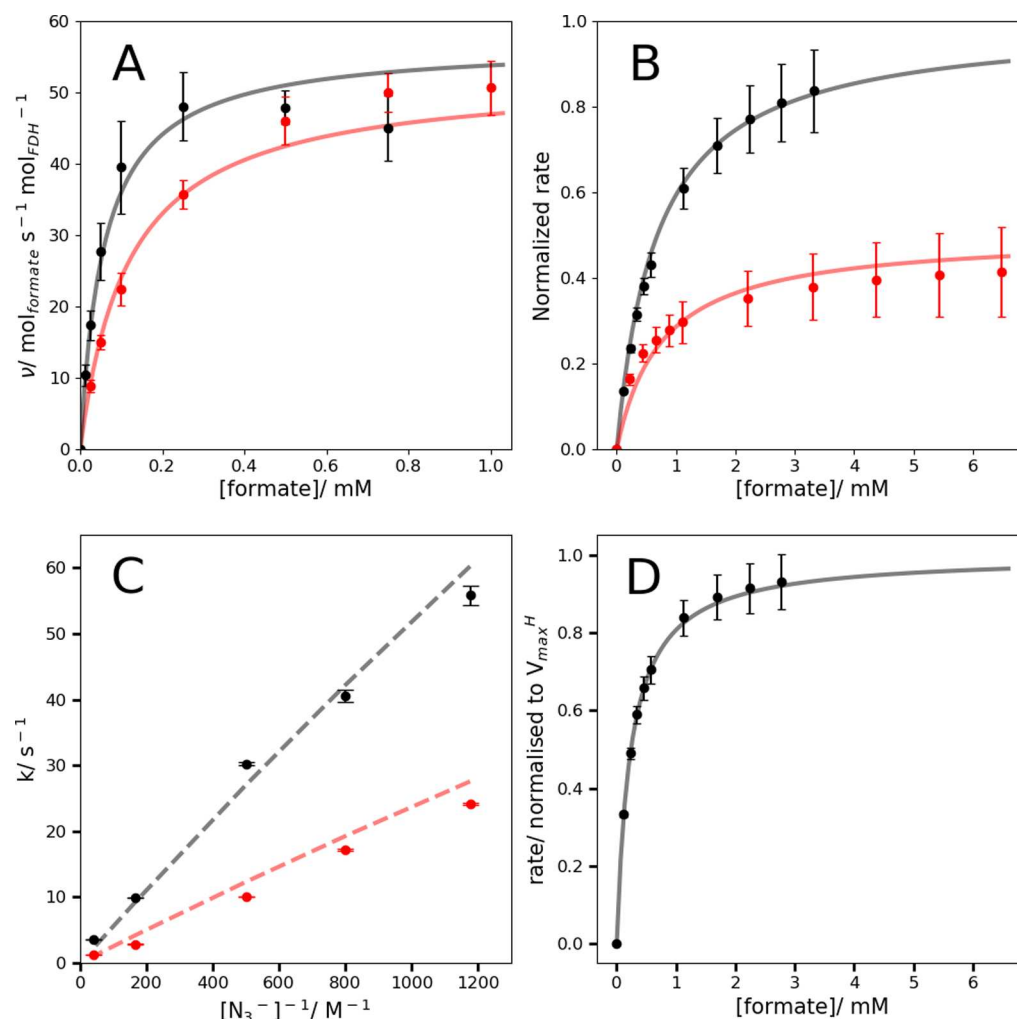 A
ν/ mol_formate s⁻¹ mol_FDH⁻¹
60
50
40
30
20
10
0
0.0 0.2 0.4 0.6 0.8 1.0
[formate]/ mM
B
Normalized rate
1.0
0.8
0.6
0.4
0.2
0.0
0 1 2 3 4 5 6
[formate]/ mM
C
k/ s⁻¹
60
50
40
30
20
10
0
0 200 400 600 800 1000 1200
[N₃⁻]⁻¹/ M⁻¹
D
rate/ normalised to V_max^H
1.0
0.8
0.6
0.4
0.2
0.0
0 1 2 3 4 5 6
[formate]/ mM